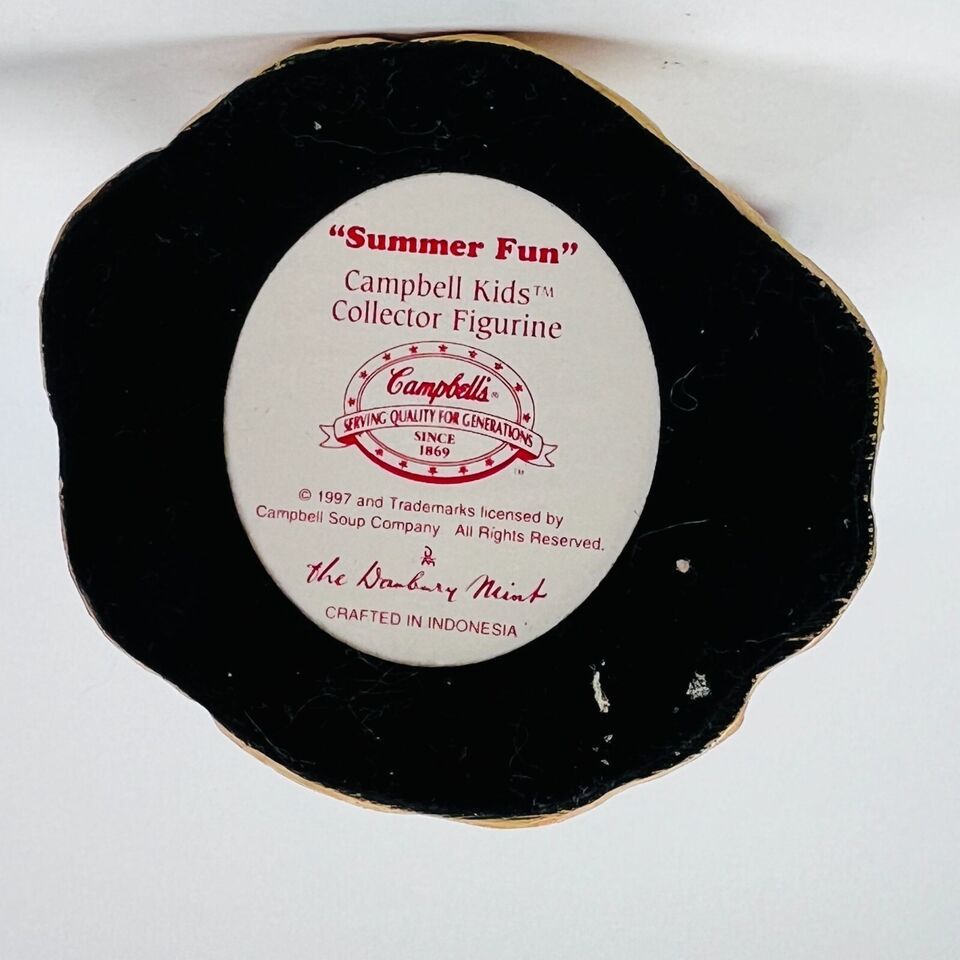 “Summer Fun”
Campbell Kids™
Collector Figurine
Campbell's®
SERVING QUALITY FOR GENERATIONS
SINCE
1869
™
© 1997 and Trademarks licensed by
Campbell Soup Company All Rights Reserved.
the Danbury Mint
CRAFTED IN INDONESIA